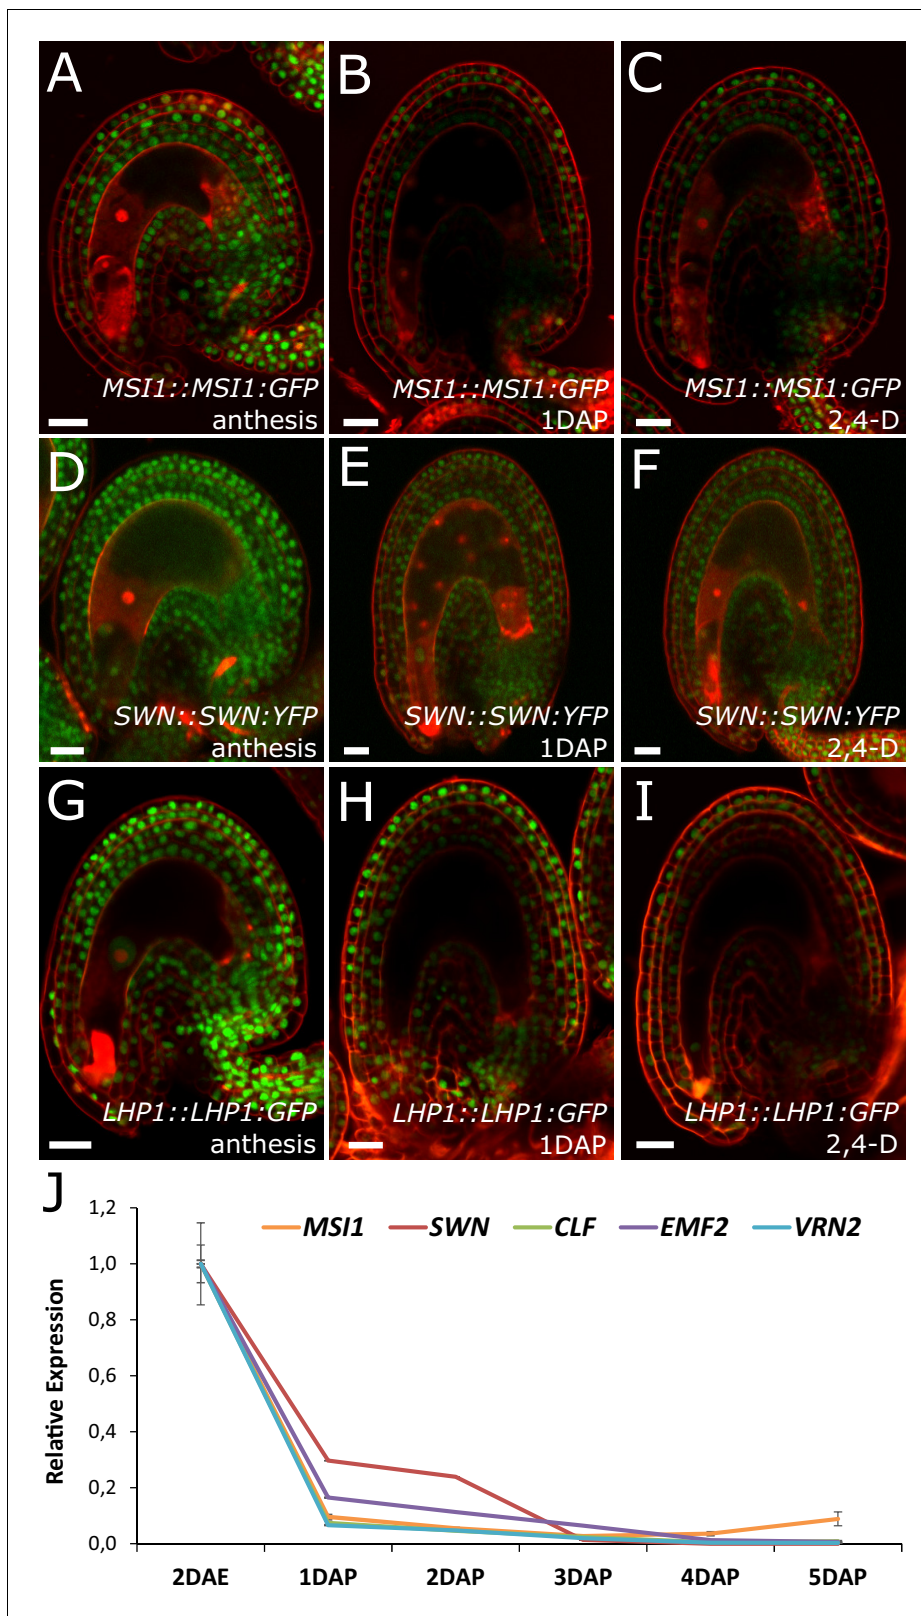 A
MSI1::MSI1:GFP
anthesis
B
MSI1::MSI1:GFP
1DAP
C
MSI1::MSI1:GFP
2,4-D
D
SWN::SWN:YFP
anthesis
E
SWN::SWN:YFP
1DAP
F
SWN::SWN:YFP
2,4-D
G
LHP1::LHP1:GFP
anthesis
H
LHP1::LHP1:GFP
1DAP
I
LHP1::LHP1:GFP
2,4-D
J
MSI1 SWN CLF EMF2 VRN2
Relative Expression
1,2
1,0
0,8
0,6
0,4
0,2
0,0
2DAE 1DAP 2DAP 3DAP 4DAP 5DAP